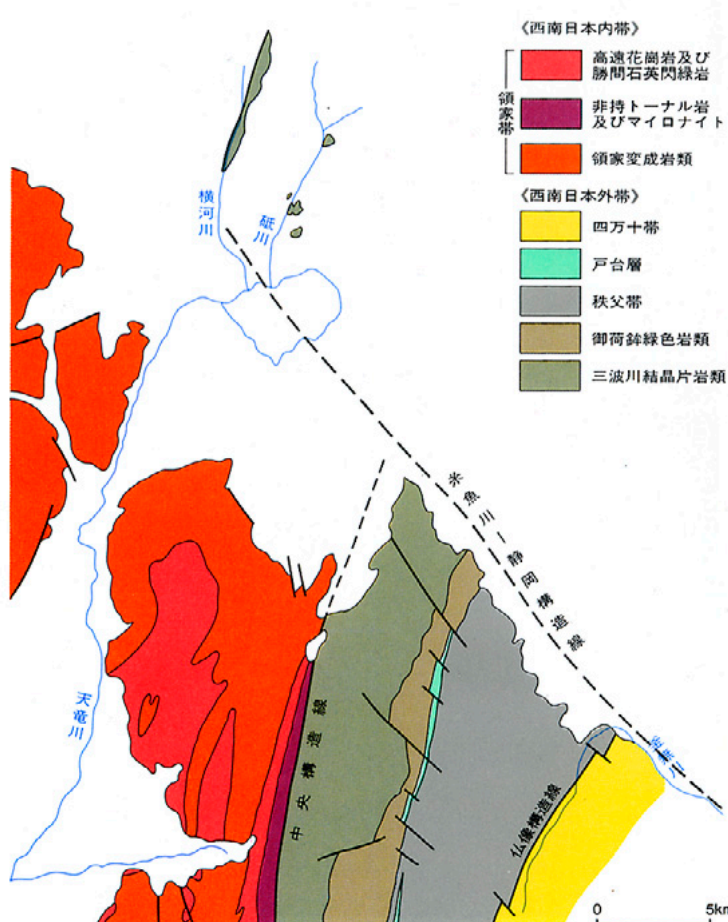 《西南日本内帯》
領家帯
高遠花崗岩及び
勝間石英閃緑岩
非持トーナル岩
及びマイロナイト
領家変成岩類
《西南日本外帯》
四万十帯
戸台層
秩父帯
御荷鉾緑色岩類
三波川結晶片岩類
横河川
砥川
糸魚川－静岡構造線
天竜川
中央構造線
仏像構造線
0 5km